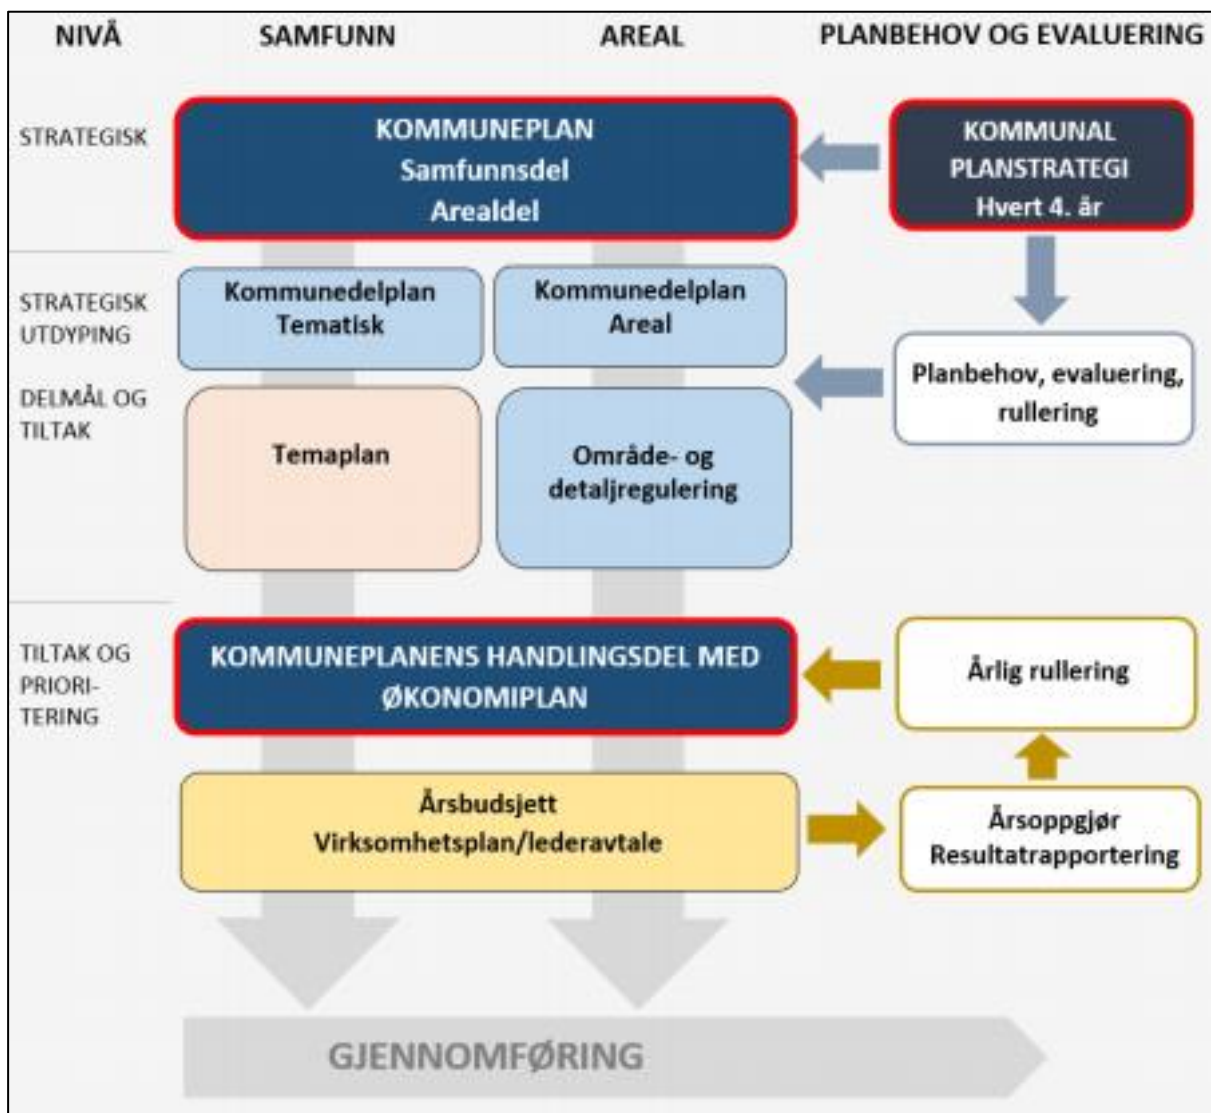 NIVÅ
SAMFUNN
AREAL
PLANBEHOV OG EVALUERING
STRATEGISK
KOMMUNEPLAN
Samfunnsdel
Arealdel
KOMMUNAL
PLANSTRATEGI
Hvert 4. år
STRATEGISK
UTDYPING
Kommunedelplan
Tematisk
Kommunedelplan
Areal
Planbehov, evaluering,
rullering
DELMÅL OG
TILTAK
Temaplan
Område- og
detaljregulering
TILTAK OG
PRIORI-
TERING
KOMMUNEPLANENS HANDLINGSDEL MED
ØKONOMIPLAN
Årlig rullering
Årsbudsjett
Virksomhetsplan/lederavtale
Årsoppgjør
Resultatrapportering
GJENNOMFØRING